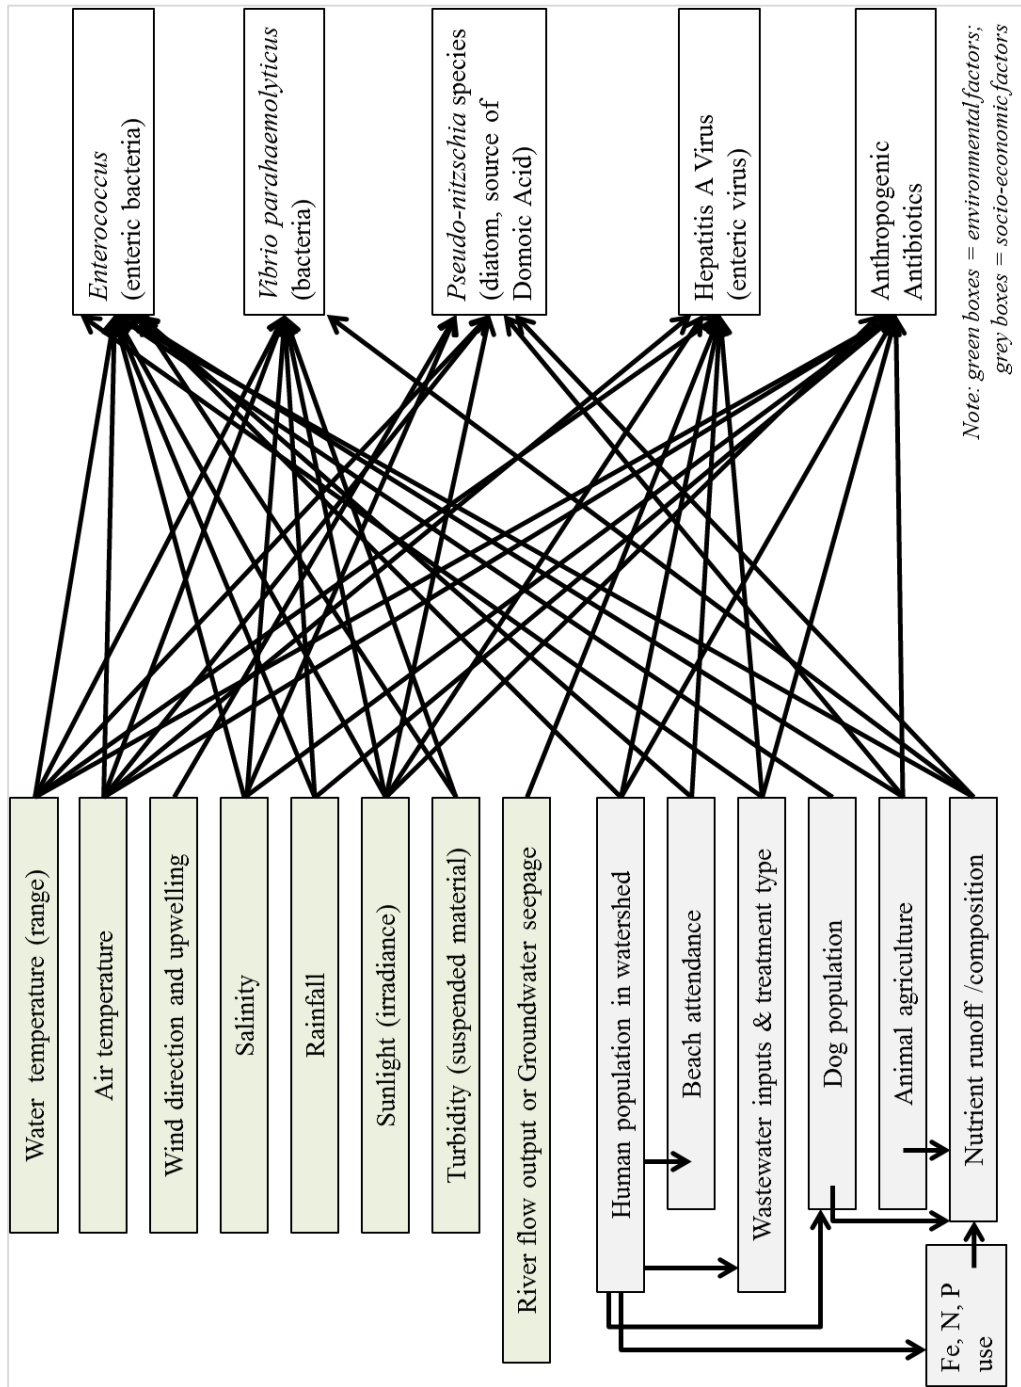 Water temperature (range)
Air temperature
Wind direction and upwelling
Salinity
Rainfall
Sunlight (irradiance)
Turbidity (suspended material)
River flow output or Groundwater seepage
Human population in watershed
Beach attendance
Wastewater inputs & treatment type
Dog population
Animal agriculture
Nutrient runoff /composition
Fe, N, P
use
Enterococcus
(enteric bacteria)
Vibrio parahaemolyticus
(bacteria)
Pseudo-nitzschia species
(diatom, source of
Domoic Acid)
Hepatitis A Virus
(enteric virus)
Anthropogenic
Antibiotics
Note: green boxes = environmental factors;
grey boxes = socio-economic factors